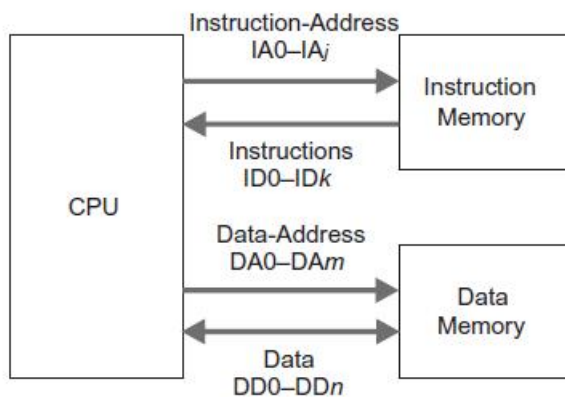 Instruction-Address
IA0–IAj
Instruction
Memory
Instructions
ID0–IDk
CPU
Data-Address
DA0–DAm
Data
Memory
Data
DD0–DDn